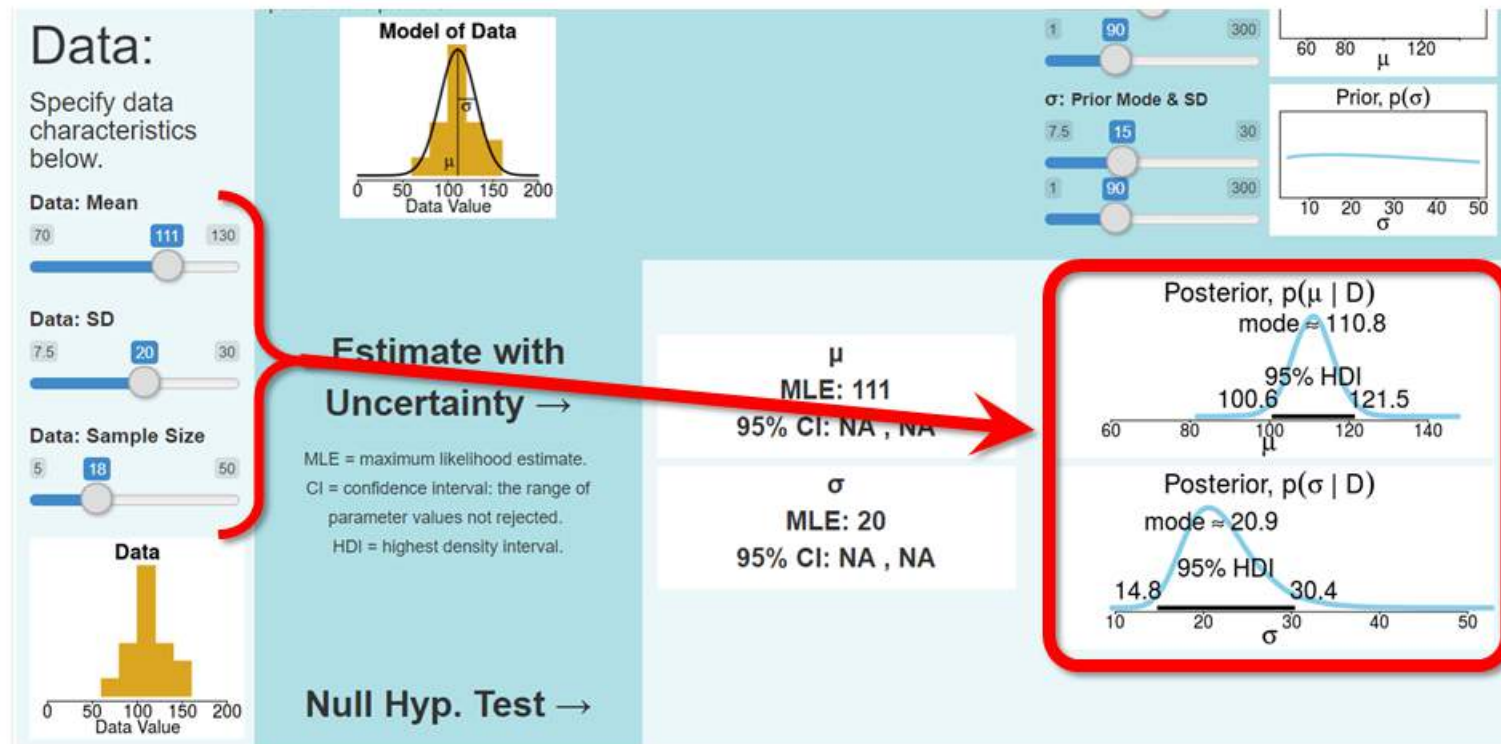 Data:
Specify data
characteristics
below.
Data: Mean
70 111 130
Data: SD
7.5 20 30
Data: Sample Size
5 18 50
Data
0 50 100 150 200
Data Value
Model of Data
σ
μ
0 50 100 150 200
Data Value
Estimate with
Uncertainty →
MLE = maximum likelihood estimate.
CI = confidence interval: the range of
parameter values not rejected.
HDI = highest density interval.
Null Hyp. Test →
μ
MLE: 111
95% CI: NA , NA
σ
MLE: 20
95% CI: NA , NA
1 90 300
σ: Prior Mode & SD
7.5 15 30
1 90 300
60 80 120
μ
Prior, p(σ)
10 20 30 40 50
σ
Posterior, p(μ | D)
mode ≈ 110.8
95% HDI
100.6 121.5
60 80 100 120 140
μ
Posterior, p(σ | D)
mode ≈ 20.9
95% HDI
14.8 30.4
10 20 30 40 50
σ